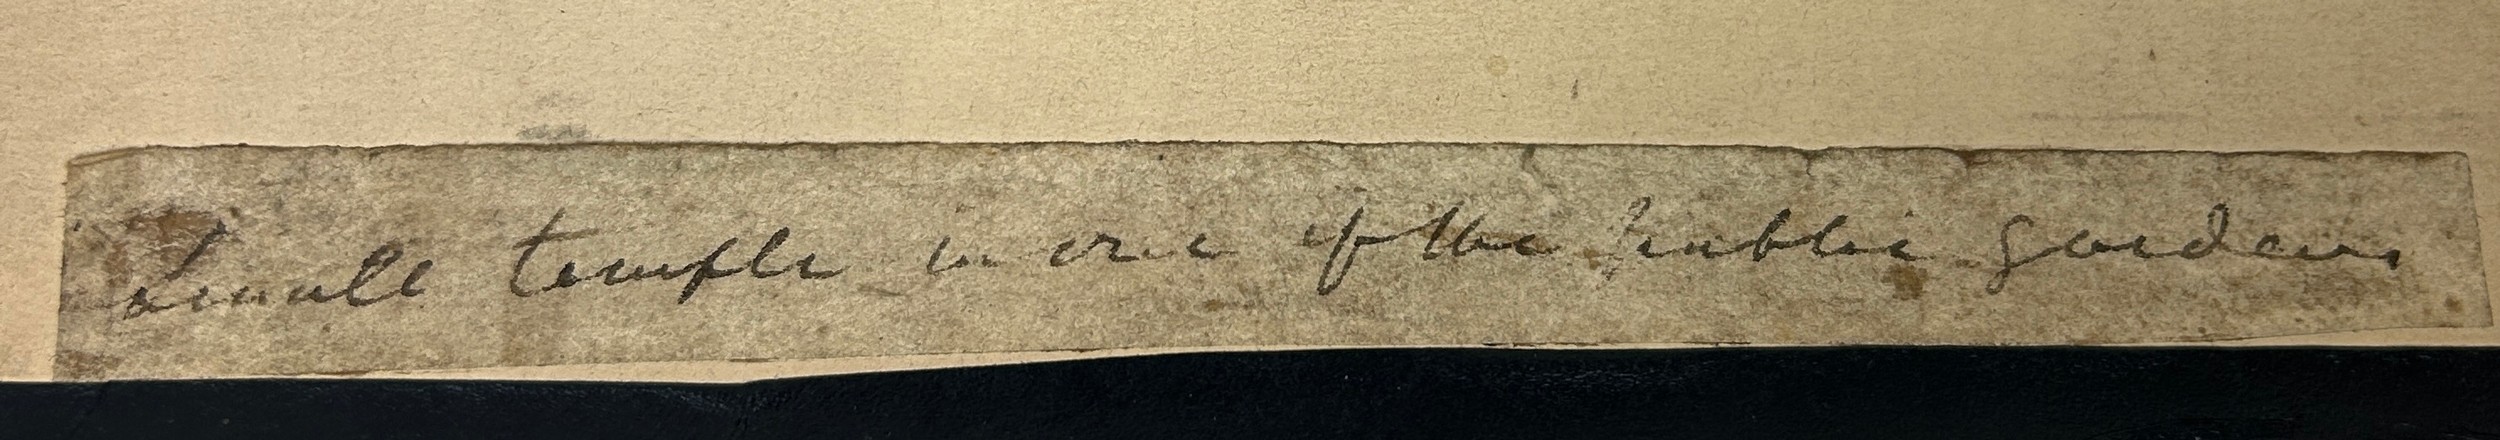 Small temple in one of the public gardens